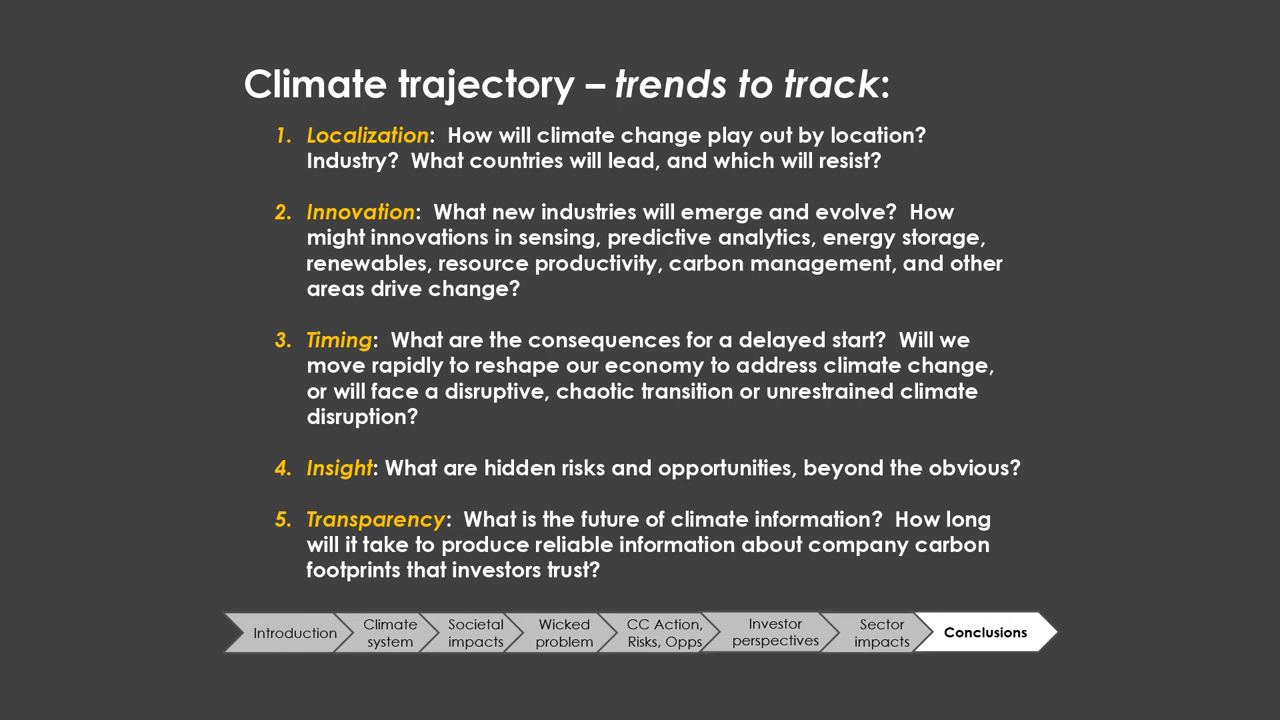 Climate trajectory – trends to track:
1. Localization:  How will climate change play out by location?
Industry?  What countries will lead, and which will resist?
2. Innovation:  What new industries will emerge and evolve?  How
might innovations in sensing, predictive analytics, energy storage,
renewables, resource productivity, carbon management, and other
areas drive change?
3. Timing:  What are the consequences for a delayed start?  Will we
move rapidly to reshape our economy to address climate change,
or will face a disruptive, chaotic transition or unrestrained climate
disruption?
4. Insight: What are hidden risks and opportunities, beyond the obvious?
5. Transparency:  What is the future of climate information?  How long
will it take to produce reliable information about company carbon
footprints that investors trust?
Introduction
Climate
system
Societal
impacts
Wicked
problem
CC Action,
Risks, Opps
Investor
perspectives
Sector
impacts
Conclusions